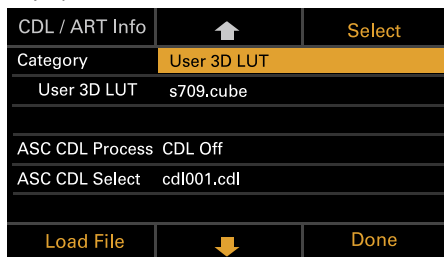 CDL / ART Info Select
Category User 3D LUT
User 3D LUT s709.cube
ASC CDL Process CDL Off
ASC CDL Select cdl001.cdl
Load File Done